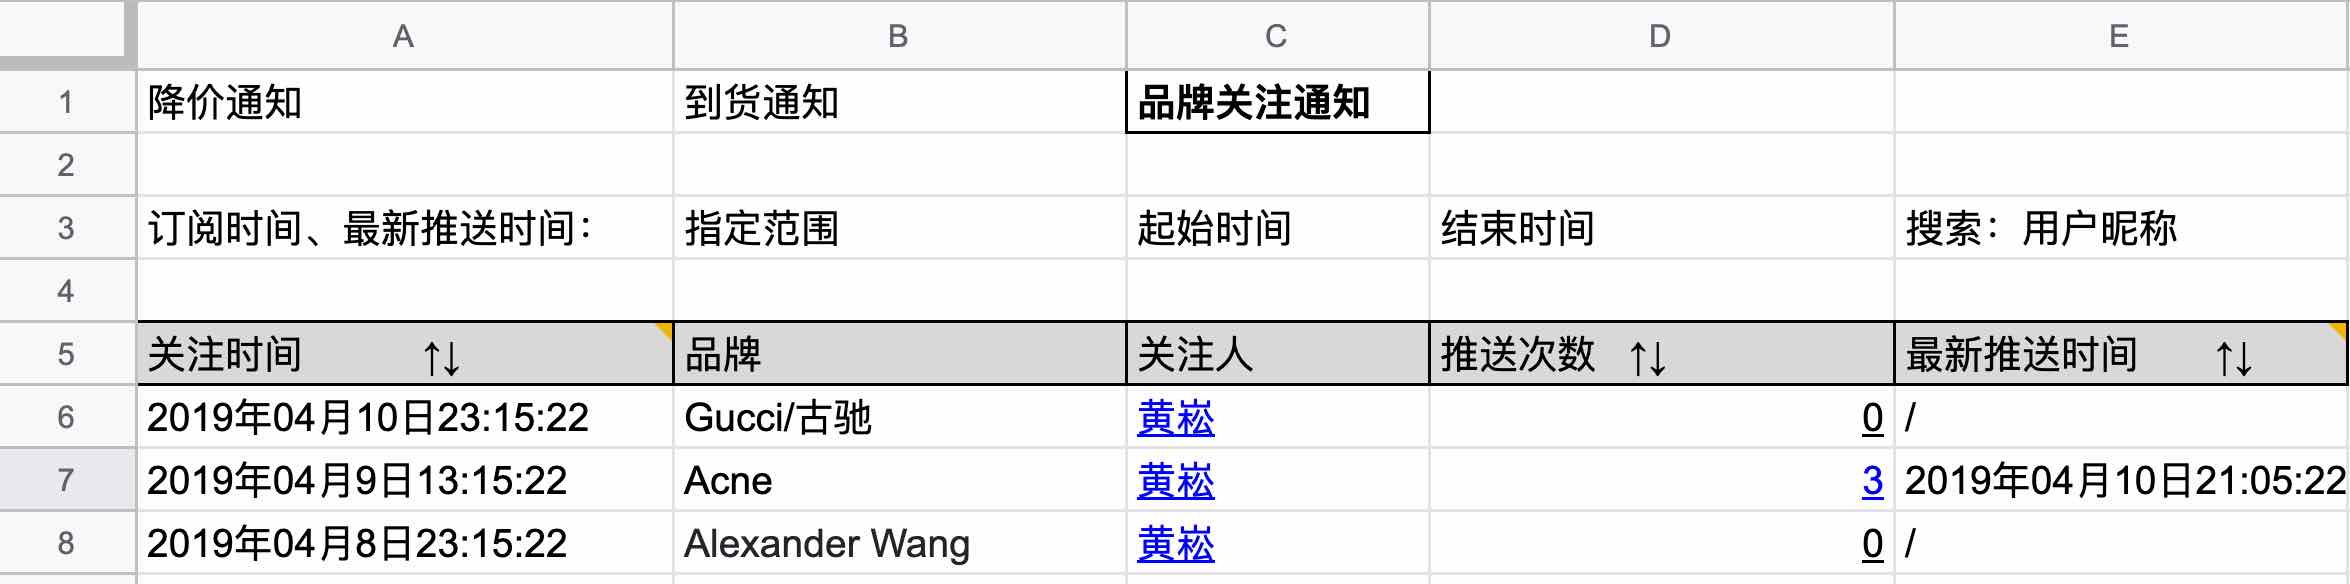 A B C D E
1 降价通知 到货通知 品牌关注通知
2
3 订阅时间、最新推送时间： 指定范围 起始时间 结束时间 搜索：用户昵称
4
5 关注时间 ↑↓ 品牌 关注人 推送次数 ↑↓ 最新推送时间 ↑↓
6 2019年04月10日23:15:22 Gucci/古驰 黄崧 0 /
7 2019年04月9日13:15:22 Acne 黄崧 3 2019年04月10日21:05:22
8 2019年04月8日23:15:22 Alexander Wang 黄崧 0 /